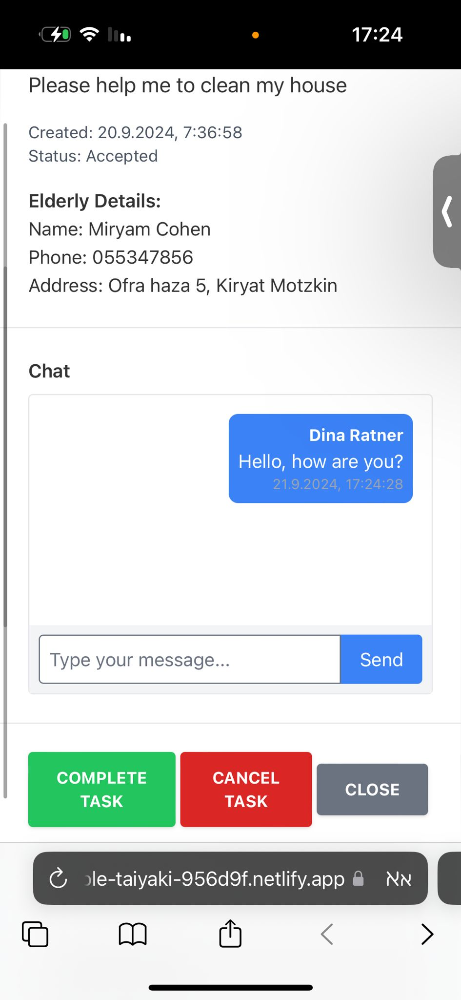 17:24
Please help me to clean my house
Created: 20.9.2024, 7:36:58
Status: Accepted
Elderly Details:
Name: Miryam Cohen
Phone: 055347856
Address: Ofra haza 5, Kiryat Motzkin
Chat
Dina Ratner
Hello, how are you?
21.9.2024, 17:24:28
Type your message...
Send
COMPLETE
TASK
CANCEL
TASK
CLOSE
le-taiyaki-956d9f.netlify.app
אא